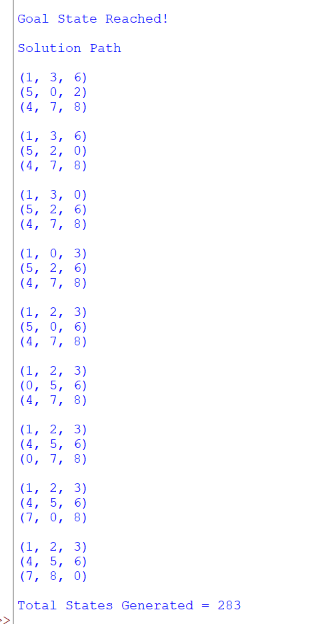 Goal State Reached!
Solution Path
(1, 3, 6)
(5, 0, 2)
(4, 7, 8)
(1, 3, 6)
(5, 2, 0)
(4, 7, 8)
(1, 3, 0)
(5, 2, 6)
(4, 7, 8)
(1, 0, 3)
(5, 2, 6)
(4, 7, 8)
(1, 2, 3)
(5, 0, 6)
(4, 7, 8)
(1, 2, 3)
(0, 5, 6)
(4, 7, 8)
(1, 2, 3)
(4, 5, 6)
(0, 7, 8)
(1, 2, 3)
(4, 5, 6)
(7, 0, 8)
(1, 2, 3)
(4, 5, 6)
(7, 8, 0)
Total States Generated = 283
>>